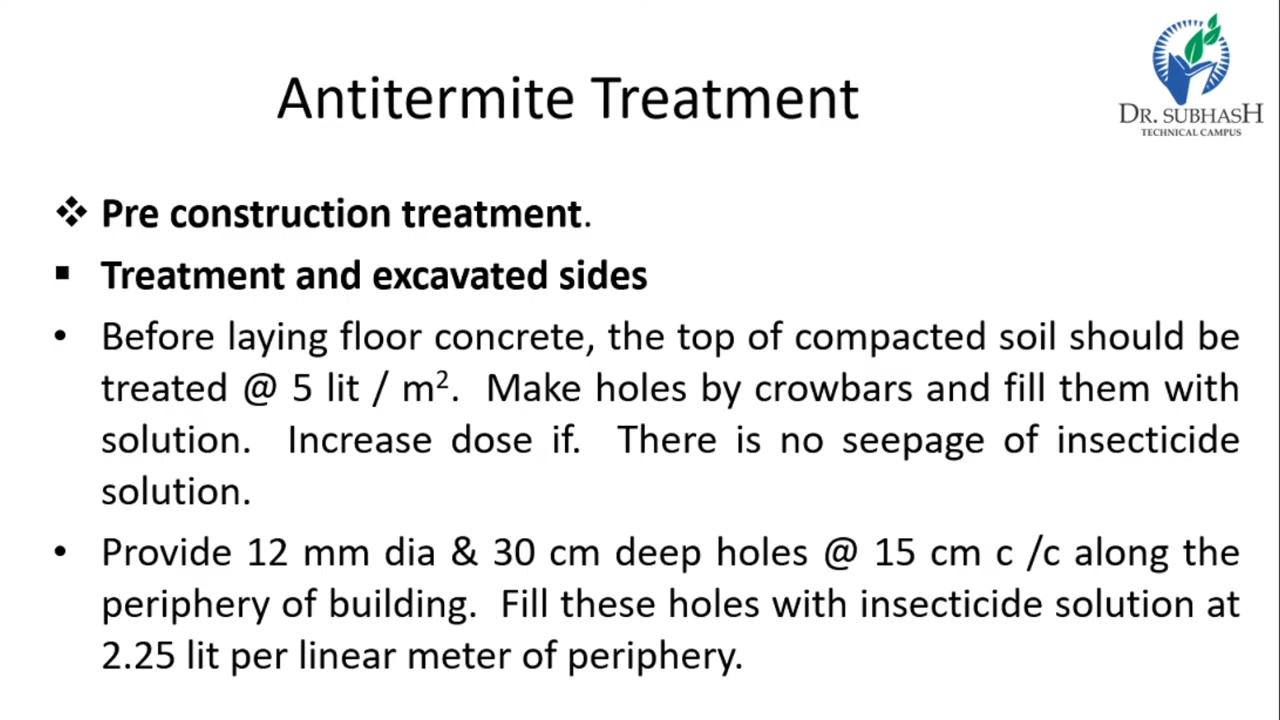 DR. SUBHASH
TECHNICAL CAMPUS
Antitermite Treatment
❖ Pre construction treatment.
▪ Treatment and excavated sides
• Before laying floor concrete, the top of compacted soil should be
treated @ 5 lit / m². Make holes by crowbars and fill them with
solution. Increase dose if. There is no seepage of insecticide
solution.
• Provide 12 mm dia & 30 cm deep holes @ 15 cm c /c along the
periphery of building. Fill these holes with insecticide solution at
2.25 lit per linear meter of periphery.